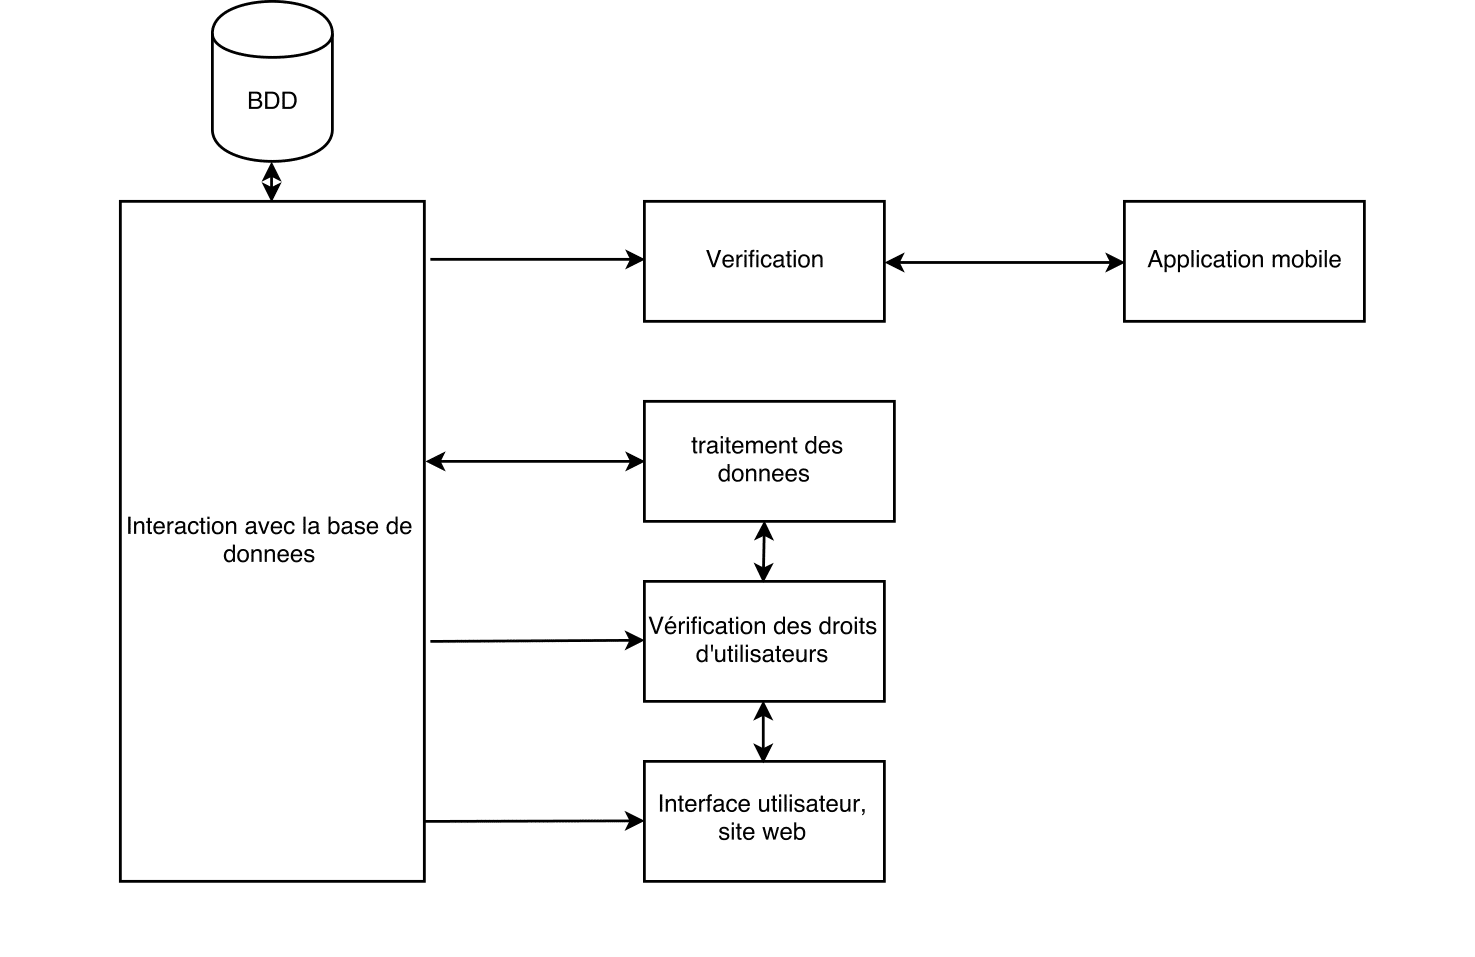 BDD
Verification
Application mobile
traitement des
donnees
Interaction avec la base de
donnees
Vérification des droits
d'utilisateurs
Interface utilisateur,
site web